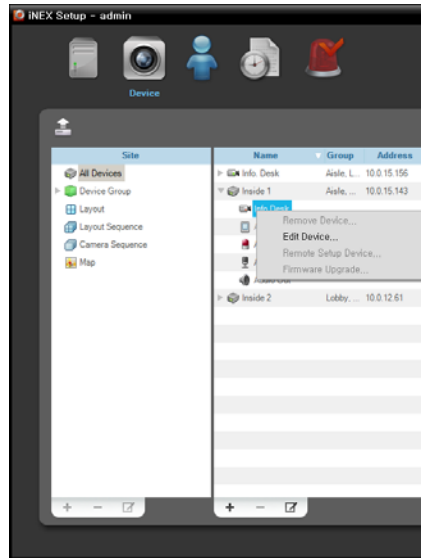 iNEX Setup - admin
Device
Site
Name Group Address
All Devices
Device Group
Layout
Layout Sequence
Camera Sequence
Map
Info. Desk Aisle, L... 10.0.15.156
Inside 1 Aisle, ... 10.0.15.143
Info Desk
Remove Device...
Edit Device...
Remote Setup Device...
Firmware Upgrade...
Inside 2 Lobby, ... 10.0.12.61